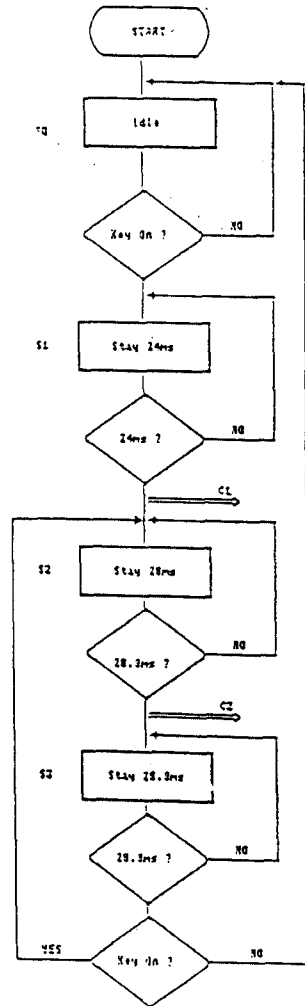 START
S0
Idle
Key On ?
NO
S1
Stay 24ms
24ms ?
NO
C1
S2
Stay 28ms
28.3ms ?
NO
C2
Stay 28.3ms
28.3ms ?
NO
YES
Key On ?
NO